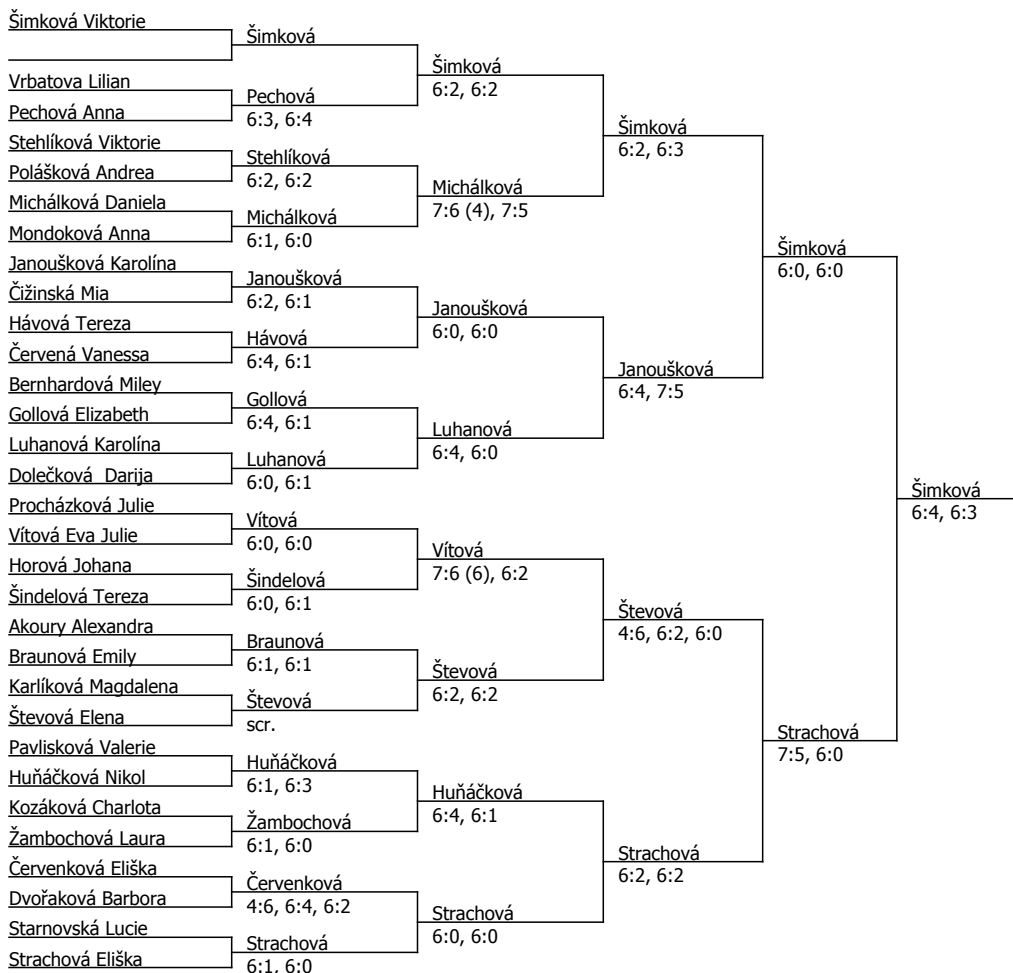 Šimková Viktorie
Vrbatova Lilian
Pechová Anna
Stehlíková Viktorie
Polášková Andrea
Michálková Daniela
Mondoková Anna
Janoušková Karolína
Čižinská Mia
Hávová Tereza
Červená Vanessa
Bernhardová Miley
Gollová Elizabeth
Luhanová Karolína
Dolečková  Darija
Procházková Julie
Vítová Eva Julie
Horová Johana
Šindelová Tereza
Akoury Alexandra
Braunová Emily
Karlíková Magdalena
Števová Elena
Pavlisková Valerie
Huňáčková Nikol
Kozáková Charlota
Žambochová Laura
Červenková Eliška
Dvořaková Barbora
Starnovská Lucie
Strachová Eliška
Šimková
Pechová
6:3, 6:4
Stehlíková
6:2, 6:2
Michálková
6:1, 6:0
Janoušková
6:2, 6:1
Hávová
6:4, 6:1
Gollová
6:4, 6:1
Luhanová
6:0, 6:1
Vítová
6:0, 6:0
Šindelová
6:0, 6:1
Braunová
6:1, 6:1
Števová
scr.
Huňáčková
6:1, 6:3
Žambochová
6:1, 6:0
Červenková
4:6, 6:4, 6:2
Strachová
6:1, 6:0
Šimková
6:2, 6:2
Michálková
7:6 (4), 7:5
Janoušková
6:0, 6:0
Luhanová
6:4, 6:0
Vítová
7:6 (6), 6:2
Števová
6:2, 6:2
Huňáčková
6:4, 6:1
Strachová
6:0, 6:0
Šimková
6:2, 6:3
Janoušková
6:4, 7:5
Števová
4:6, 6:2, 6:0
Strachová
6:2, 6:2
Šimková
6:0, 6:0
Strachová
7:5, 6:0
Šimková
6:4, 6:3